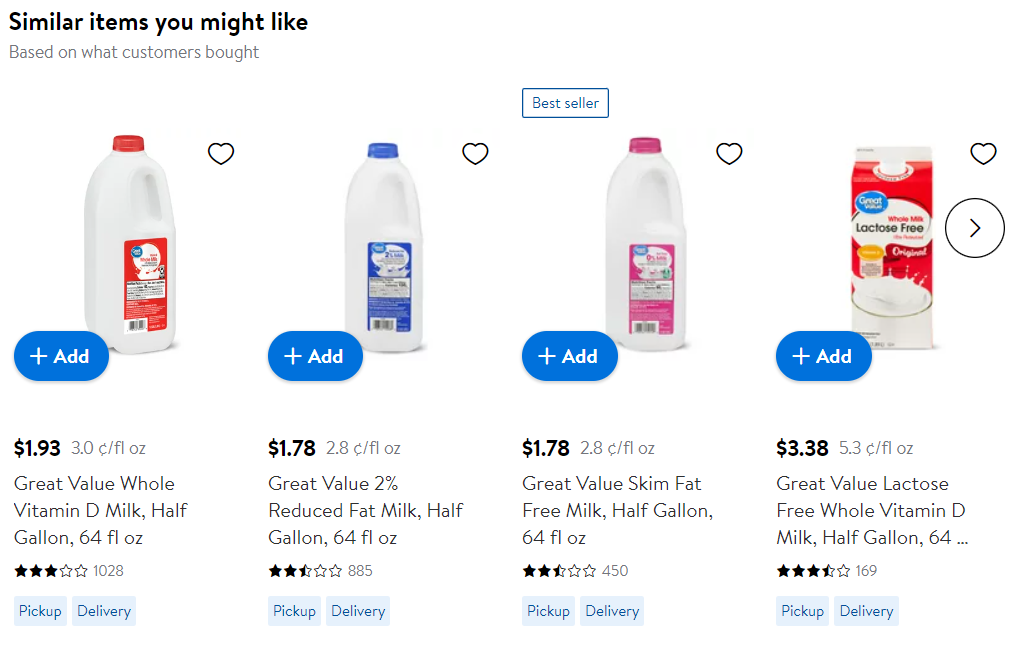 Similar items you might like
Based on what customers bought
Best seller
Great Value
Whole Milk
Lactose Free
Original
2% Milk
0% Milk
+ Add
+ Add
+ Add
+ Add
$1.93 3.0 ¢/fl oz
Great Value Whole
Vitamin D Milk, Half
Gallon, 64 fl oz
1028
Pickup Delivery
$1.78 2.8 ¢/fl oz
Great Value 2%
Reduced Fat Milk, Half
Gallon, 64 fl oz
885
Pickup Delivery
$1.78 2.8 ¢/fl oz
Great Value Skim Fat
Free Milk, Half Gallon,
64 fl oz
450
Pickup Delivery
$3.38 5.3 ¢/fl oz
Great Value Lactose
Free Whole Vitamin D
Milk, Half Gallon, 64 ...
169
Pickup Delivery